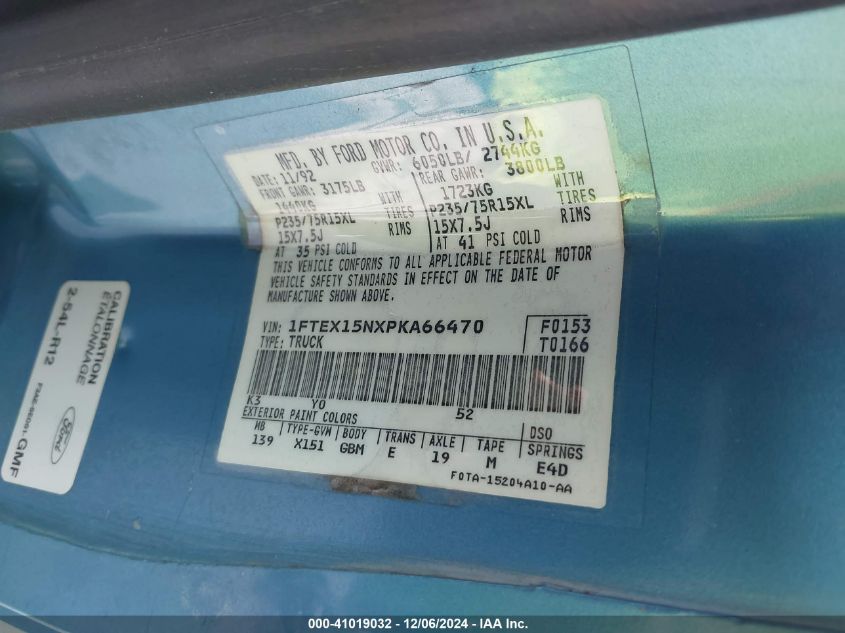 MFD. BY FORD MOTOR CO. IN U.S.A.
DATE: 11/92 GVWR: 6050LB/ 2744KG
FRONT GAWR: 3175LB REAR GAWR: 3800LB
1440KG WITH 1723KG WITH
P235/75R15XL TIRES P235/75R15XL TIRES
15X7.5J RIMS 15X7.5J RIMS
AT 35 PSI COLD AT 41 PSI COLD
THIS VEHICLE CONFORMS TO ALL APPLICABLE FEDERAL MOTOR
VEHICLE SAFETY STANDARDS IN EFFECT ON THE DATE OF
MANUFACTURE SHOWN ABOVE.
VIN: 1FTEX15NXPKA66470 F0153
TYPE: TRUCK T0166
K3 YO 52
EXTERIOR PAINT COLORS DSO
WB TYPE-GVW BODY TRANS AXLE TAPE SPRINGS
139 X151 GBM E 19 M E4D
F0TA-15204A10-AA
CALIBRATION
ETALONNAGE
2-54L-R12
Ford
GMF
000-41019032 - 12/06/2024 - IAA Inc.